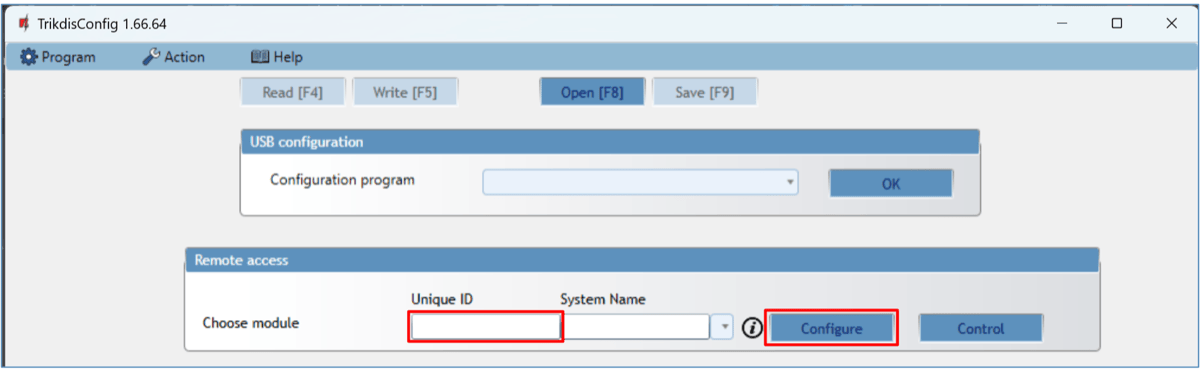 TrikdisConfig 1.66.64
Program Action Help
Read [F4] Write [F5] Open [F8] Save [F9]
USB configuration
Configuration program OK
Remote access
Unique ID System Name
Choose module i Configure Control